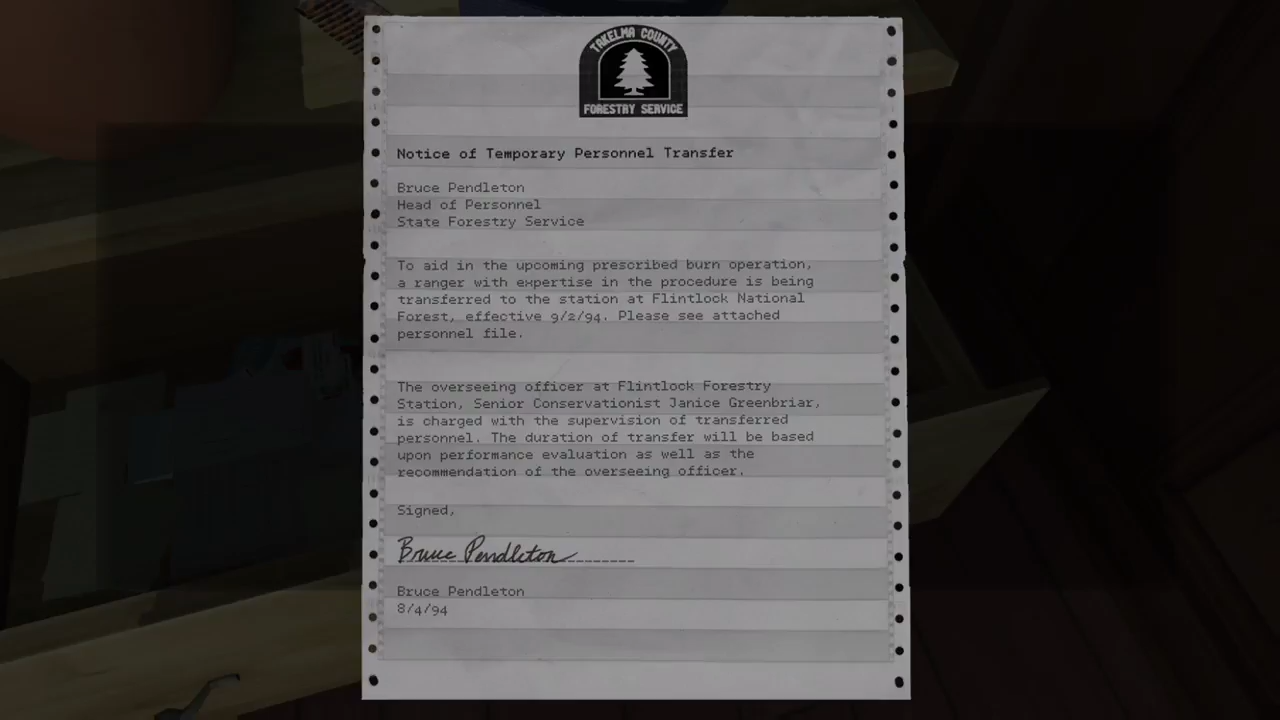 TAKELMA COUNTY
FORESTRY SERVICE
Notice of Temporary Personnel Transfer
Bruce Pendleton
Head of Personnel
State Forestry Service
To aid in the upcoming prescribed burn operation,
a ranger with expertise in the procedure is being
transferred to the station at Flintlock National
Forest, effective 9/2/94. Please see attached
personnel file.
The overseeing officer at Flintlock Forestry
Station, Senior Conservationist Janice Greenbriar,
is charged with the supervision of transferred
personnel. The duration of transfer will be based
upon performance evaluation as well as the
recommendation of the overseeing officer.
Signed,
Bruce Pendleton
Bruce Pendleton
8/4/94